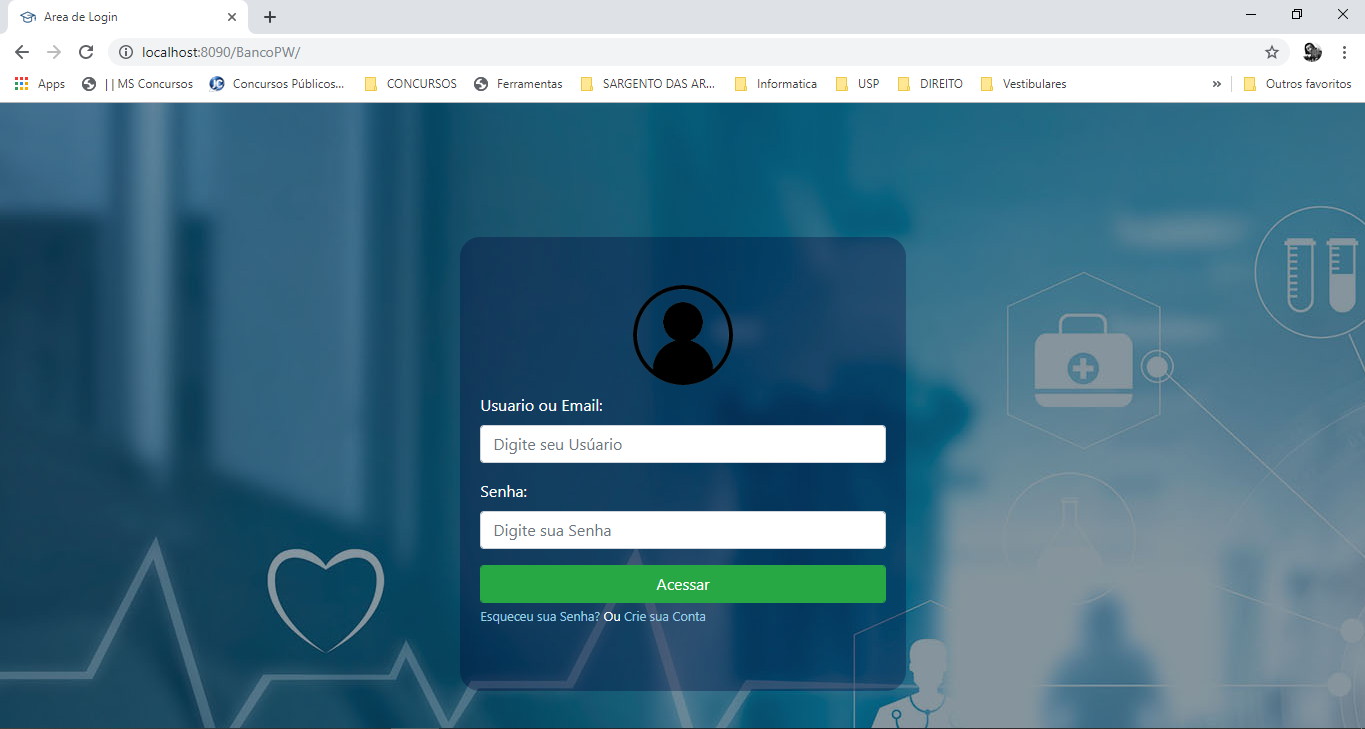 Area de Login
localhost:8090/BancoPW/
Apps | | MS Concursos Concursos Públicos... CONCURSOS Ferramentas SARGENTO DAS AR... Informatica USP DIREITO Vestibulares » Outros favoritos
Usuario ou Email:
Digite seu Usúario
Senha:
Digite sua Senha
Acessar
Esqueceu sua Senha? Ou Crie sua Conta